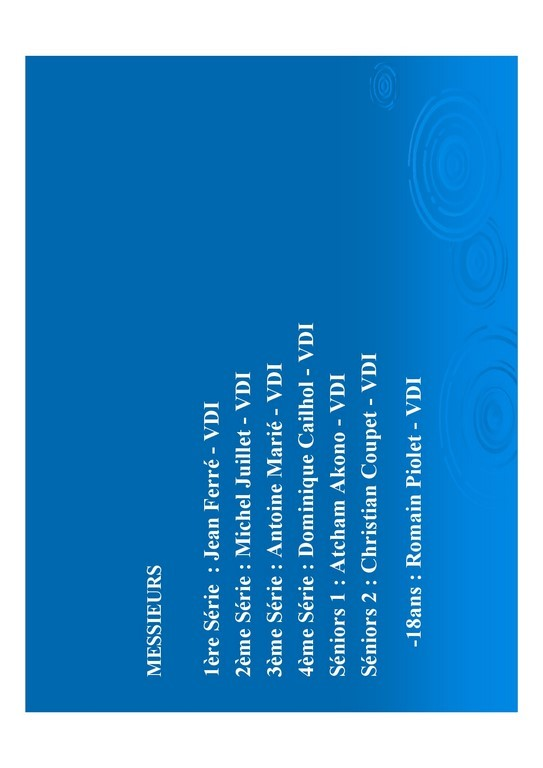 MESSIEURS
1ère Série : Jean Ferré - VDI
2ème Série : Michel Juillet - VDI
3ème Série : Antoine Marié - VDI
4ème Série : Dominique Cailhol - VDI
Séniors 1 : Atcham Akono - VDI
Séniors 2 : Christian Coupet - VDI
-18ans : Romain Piolet - VDI